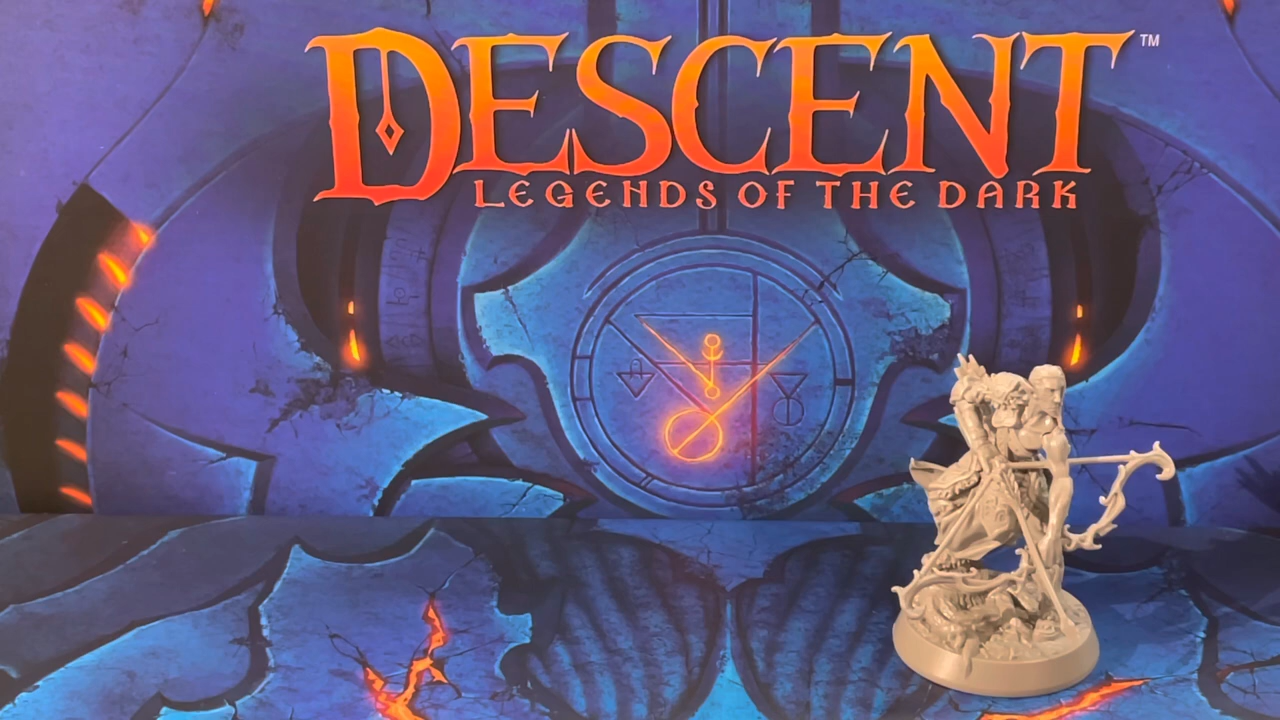 DESCENT™
LEGENDS OF THE DARK